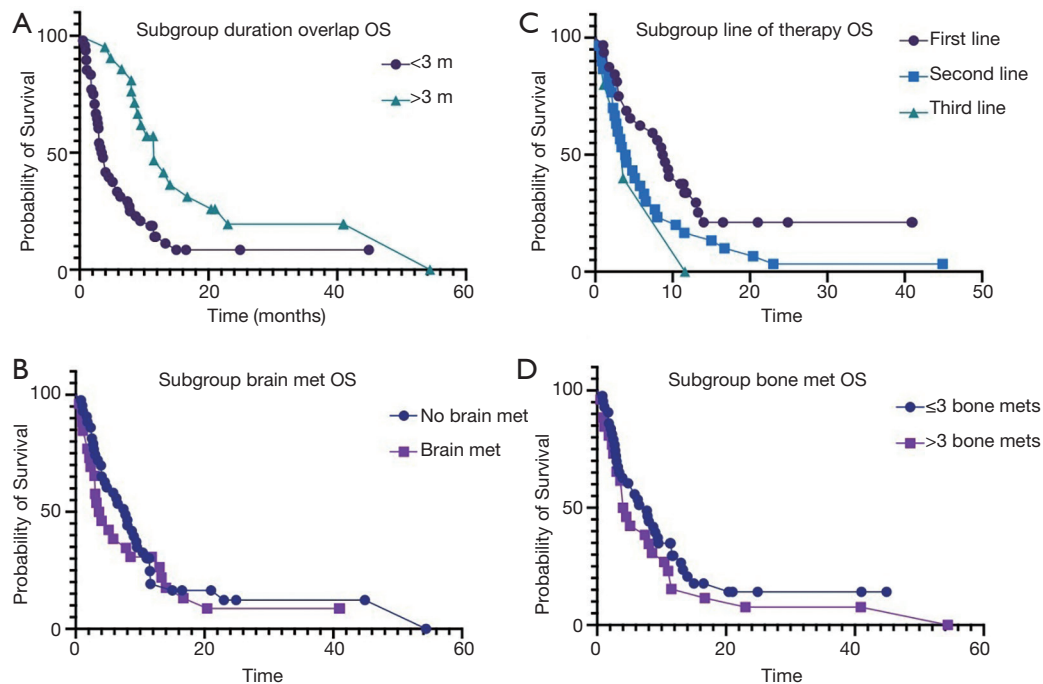 A
Subgroup duration overlap OS
<3 m
>3 m
Probability of Survival
100
50
0
0
20
40
60
Time (months)
C
Subgroup line of therapy OS
First line
Second line
Third line
Probability of Survival
100
50
0
0
10
20
30
40
50
Time
B
Subgroup brain met OS
No brain met
Brain met
Probability of Survival
100
50
0
0
20
40
60
Time
D
Subgroup bone met OS
≤3 bone mets
>3 bone mets
Probability of Survival
100
50
0
0
20
40
60
Time